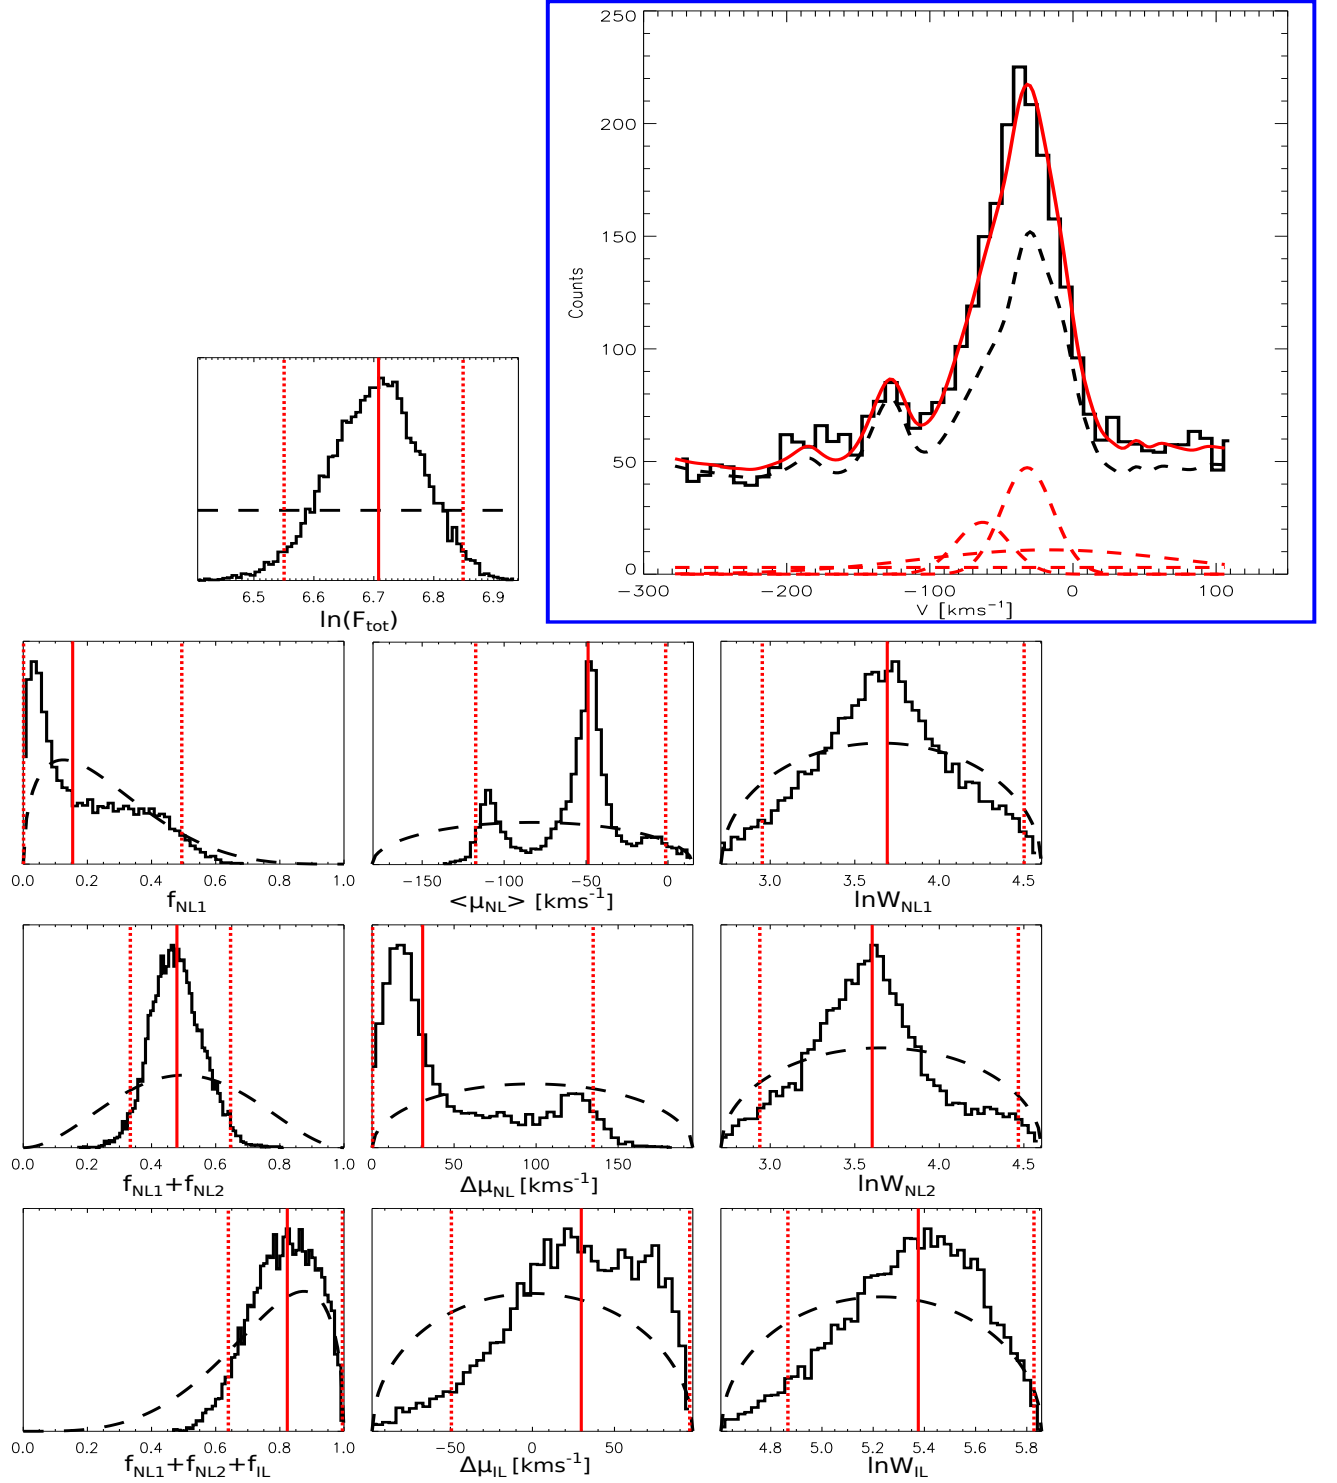 250
200
150
100
50
0
Counts
−300 −200 −100 0 100
V [kms⁻¹]
6.5 6.6 6.7 6.8 6.9
ln(F_tot)
0.0 0.2 0.4 0.6 0.8 1.0
f_NL1
−150 −100 −50 0
<μ_NL> [kms⁻¹]
3.0 3.5 4.0 4.5
lnW_NL1
0.0 0.2 0.4 0.6 0.8 1.0
f_NL1+f_NL2
0 50 100 150
Δμ_NL [kms⁻¹]
3.0 3.5 4.0 4.5
lnW_NL2
0.0 0.2 0.4 0.6 0.8 1.0
f_NL1+f_NL2+f_IL
−50 0 50
Δμ_IL [kms⁻¹]
4.8 5.0 5.2 5.4 5.6 5.8
lnW_IL